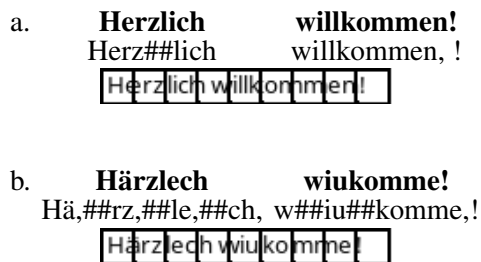 a. Herzlich willkommen!
Herz##lich willkommen, !
Herzlich willkommen!
b. Härzlech wiukomme!
Hä,##rz,##le,##ch, w##iu##komme,!
Härzlech wiukomme!